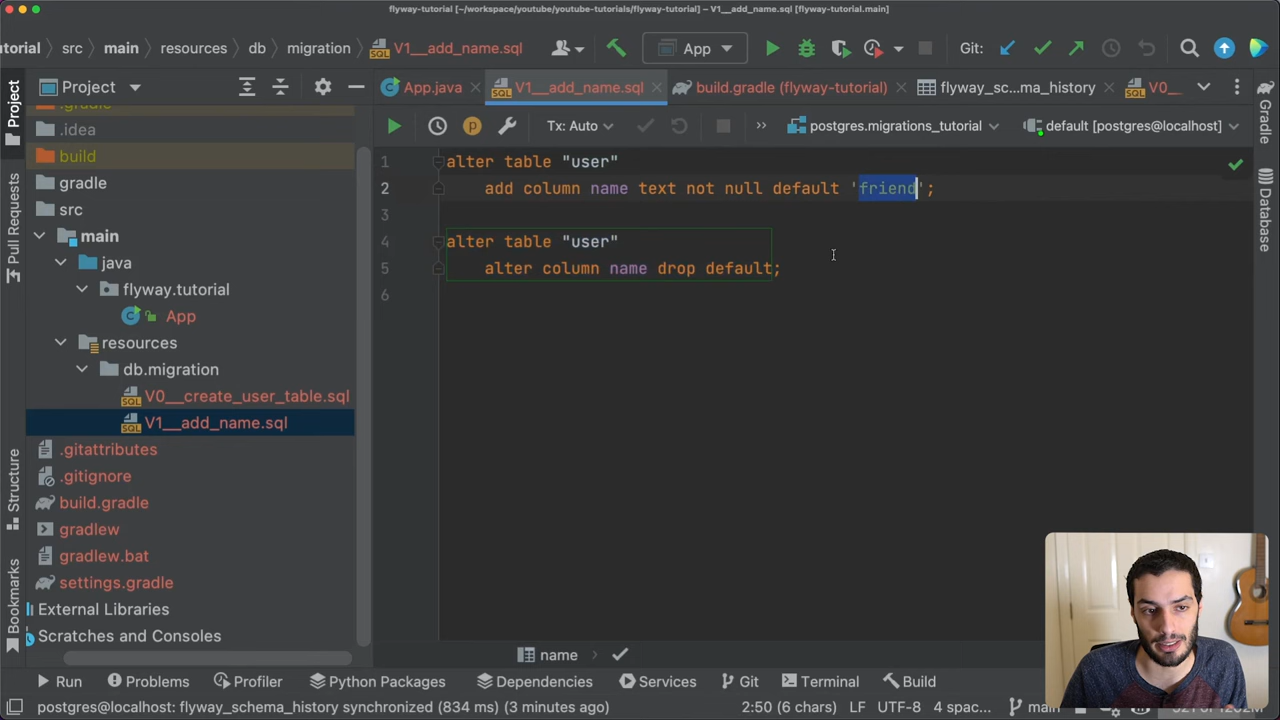 flyway-tutorial [~/workspace/youtube/youtube-tutorials/flyway-tutorial] – V1__add_name.sql [flyway-tutorial.main]
utorial
src
main
resources
db
migration
V1__add_name.sql
App
Git:
Project
App.java
V1__add_name.sql
build.gradle (flyway-tutorial)
flyway_sc...ma_history
V0_
Tx: Auto
postgres.migrations_tutorial
default [postgres@localhost]
.idea
build
gradle
src
main
java
flyway.tutorial
App
resources
db.migration
V0__create_user_table.sql
V1__add_name.sql
.gitattributes
.gitignore
build.gradle
gradlew
gradlew.bat
settings.gradle
External Libraries
Scratches and Consoles
1 alter table "user"
2 add column name text not null default 'friend';
3
4 alter table "user"
5 alter column name drop default;
6
Project
Pull Requests
Structure
Bookmarks
Gradle
Database
name
Run
Problems
Profiler
Python Packages
Dependencies
Services
Git
Terminal
Build
postgres@localhost: flyway_schema_history synchronized (834 ms) (3 minutes ago)
2:50 (6 chars)
LF
UTF-8
4 spac...
main